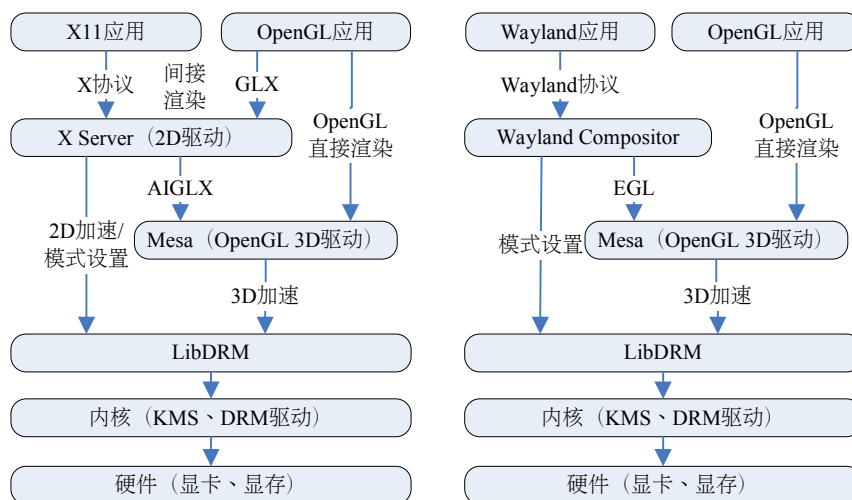 X11应用
OpenGL应用
X协议
间接
渲染
GLX
X Server（2D驱动）
OpenGL
直接渲染
AIGLX
2D加速/
模式设置
Mesa（OpenGL 3D驱动）
3D加速
LibDRM
内核（KMS、DRM驱动）
硬件（显卡、显存）
Wayland应用
OpenGL应用
Wayland协议
Wayland Compositor
OpenGL
直接渲染
EGL
模式设置
Mesa（OpenGL 3D驱动）
3D加速
LibDRM
内核（KMS、DRM驱动）
硬件（显卡、显存）